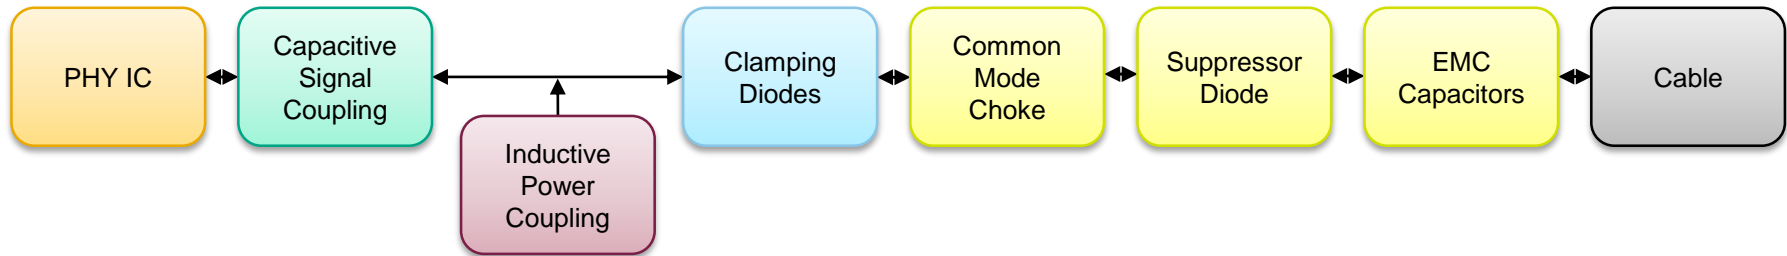 PHY IC
Capacitive
Signal
Coupling
Inductive
Power
Coupling
Clamping
Diodes
Common
Mode
Choke
Suppressor
Diode
EMC
Capacitors
Cable